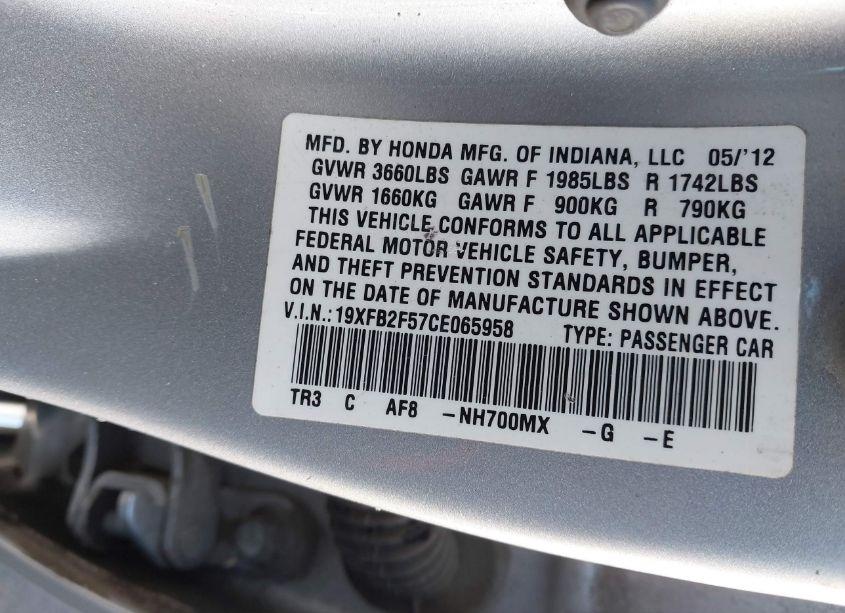 MFD. BY HONDA MFG. OF INDIANA, LLC 05/'12
GVWR 3660LBS GAWR F 1985LBS R 1742LBS
GVWR 1660KG GAWR F 900KG R 790KG
THIS VEHICLE CONFORMS TO ALL APPLICABLE
FEDERAL MOTOR VEHICLE SAFETY, BUMPER,
AND THEFT PREVENTION STANDARDS IN EFFECT
ON THE DATE OF MANUFACTURE SHOWN ABOVE.
V.I.N.:19XFB2F57CE065958 TYPE: PASSENGER CAR
TR3 C AF8 -NH700MX -G -E